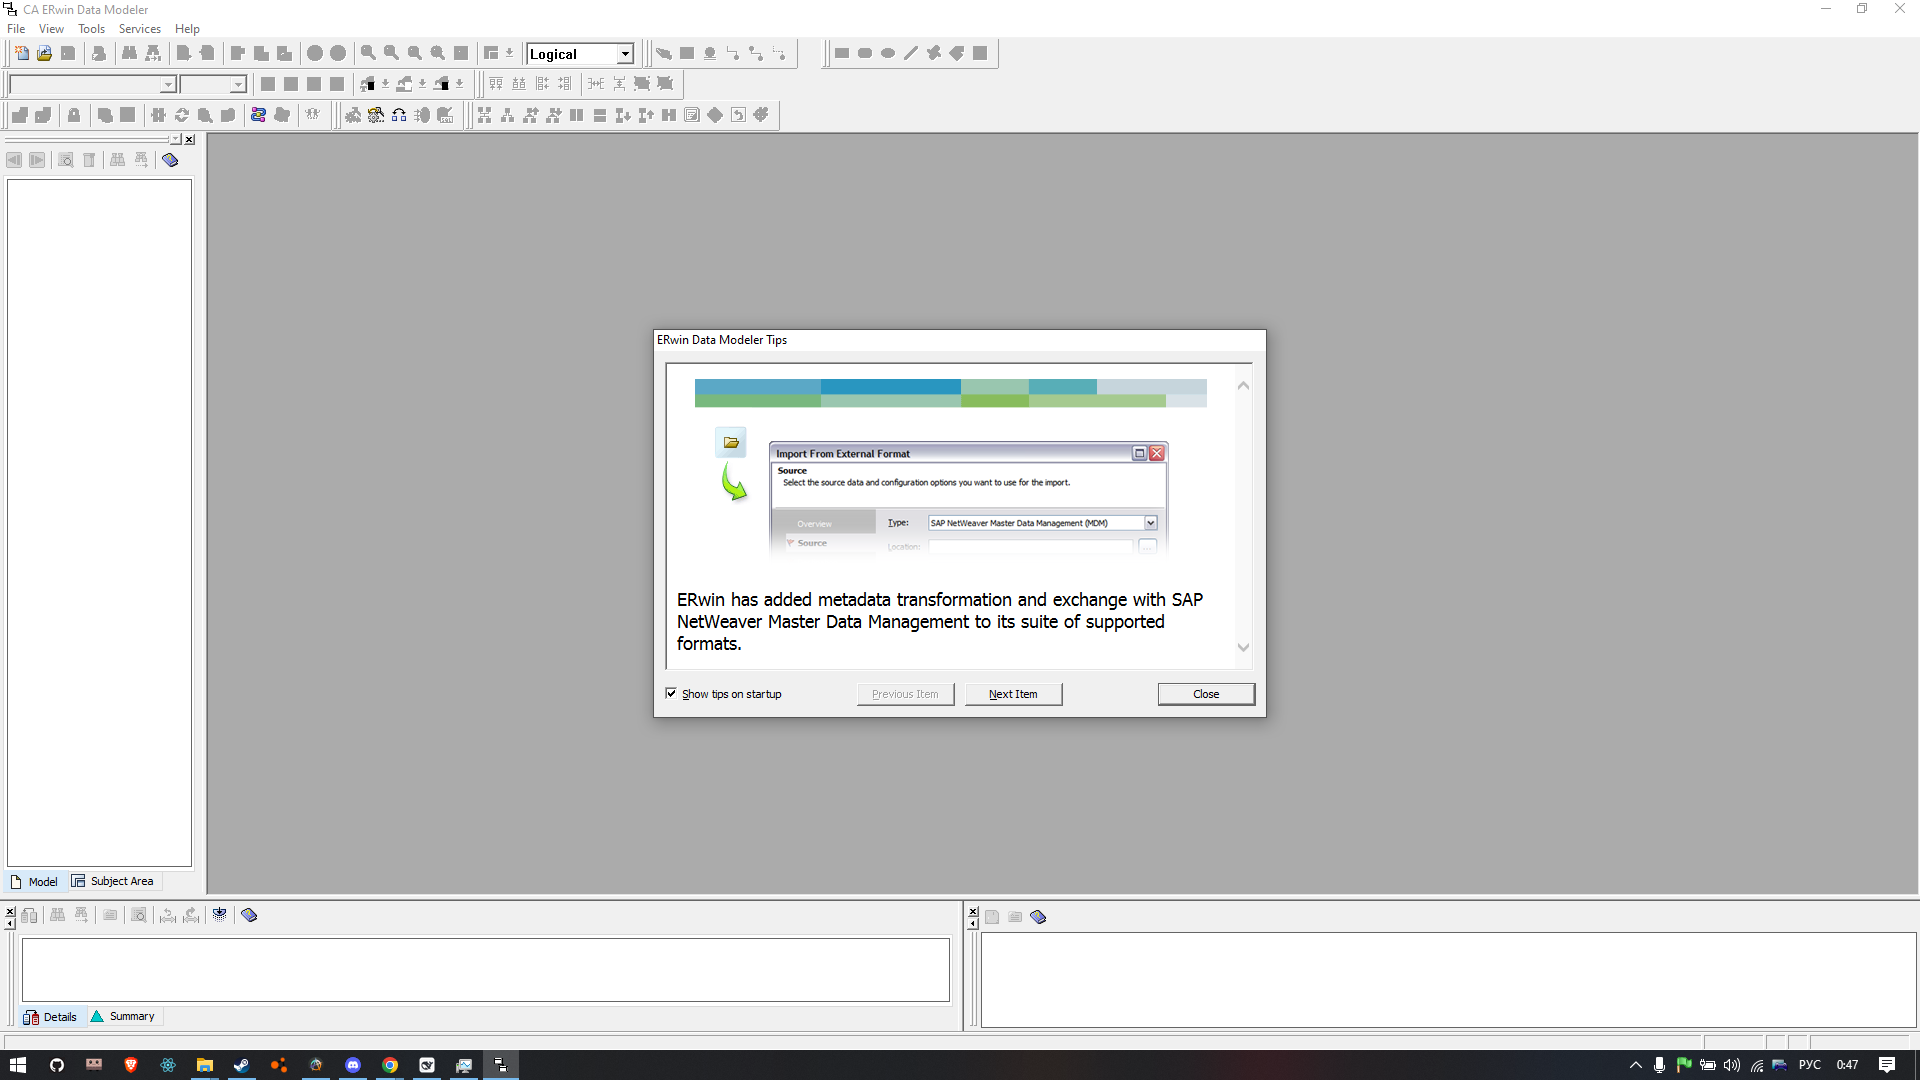 CA ERwin Data Modeler
File View Tools Services Help
Logical
ERwin Data Modeler Tips
Import From External Format
Source
Select the source data and configuration options you want to use for the import.
Overview
Type: SAP NetWeaver Master Data Management (MDM)
Source
Location:
ERwin has added metadata transformation and exchange with SAP
NetWeaver Master Data Management to its suite of supported
formats.
Show tips on startup
Previous Item
Next Item
Close
Model
Subject Area
Details
Summary
РУС
0:47